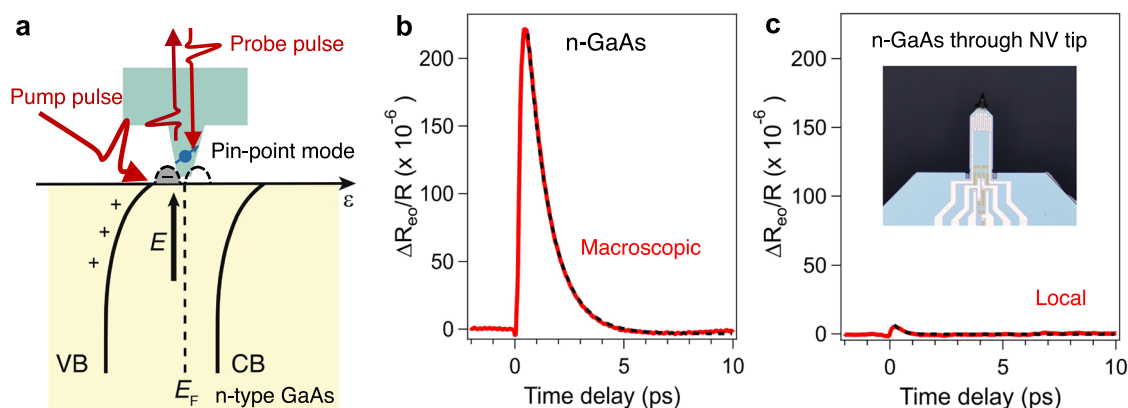 a
Probe pulse
Pump pulse
Pin-point mode
−
ε
+
+
+
E
VB
CB
E_F
n-type GaAs
b
n-GaAs
ΔR_eo/R (x 10^-6)
200
150
100
50
0
Macroscopic
0
5
10
Time delay (ps)
c
n-GaAs through NV tip
ΔR_eo/R (x 10^-6)
200
150
100
50
0
Local
0
5
10
Time delay (ps)